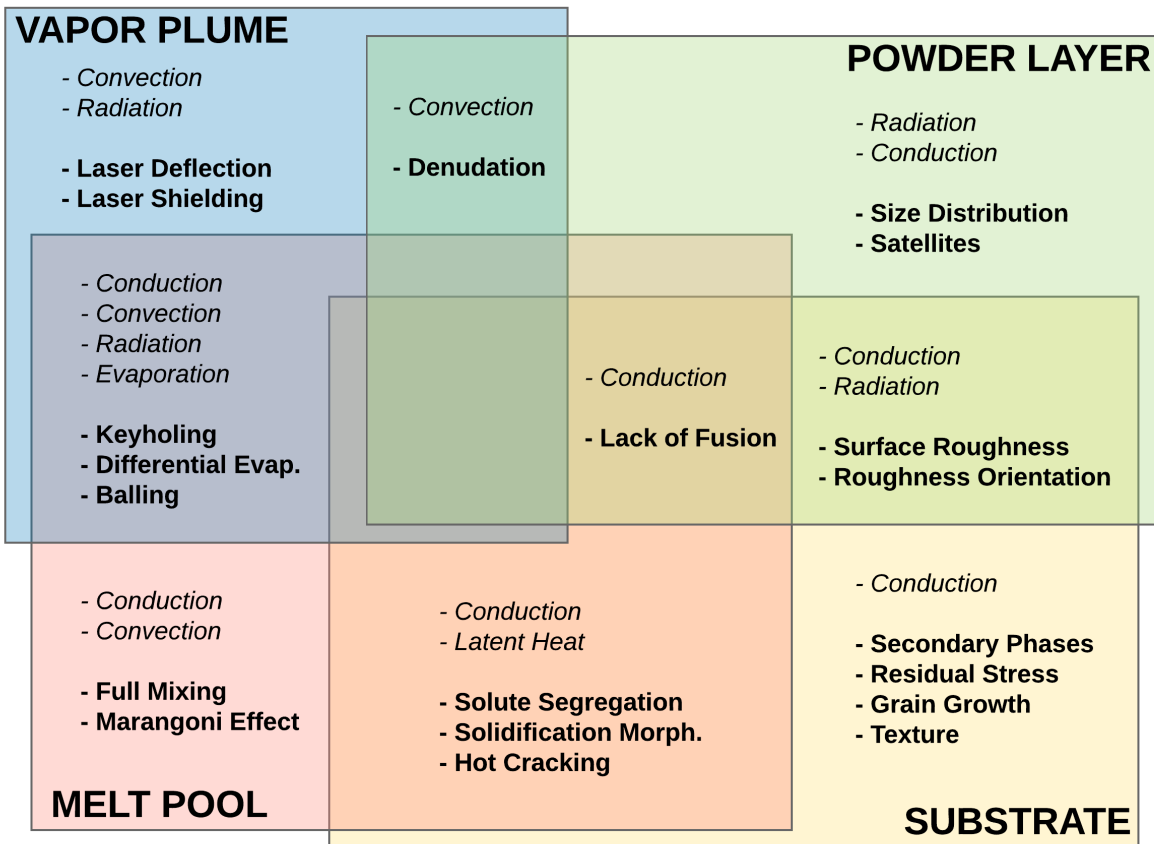 VAPOR PLUME
- Convection
- Radiation
- Laser Deflection
- Laser Shielding
- Convection
- Denudation
POWDER LAYER
- Radiation
- Conduction
- Size Distribution
- Satellites
- Conduction
- Convection
- Radiation
- Evaporation
- Keyholing
- Differential Evap.
- Balling
- Conduction
- Lack of Fusion
- Conduction
- Radiation
- Surface Roughness
- Roughness Orientation
- Conduction
- Convection
- Full Mixing
- Marangoni Effect
MELT POOL
- Conduction
- Latent Heat
- Solute Segregation
- Solidification Morph.
- Hot Cracking
- Conduction
- Secondary Phases
- Residual Stress
- Grain Growth
- Texture
SUBSTRATE